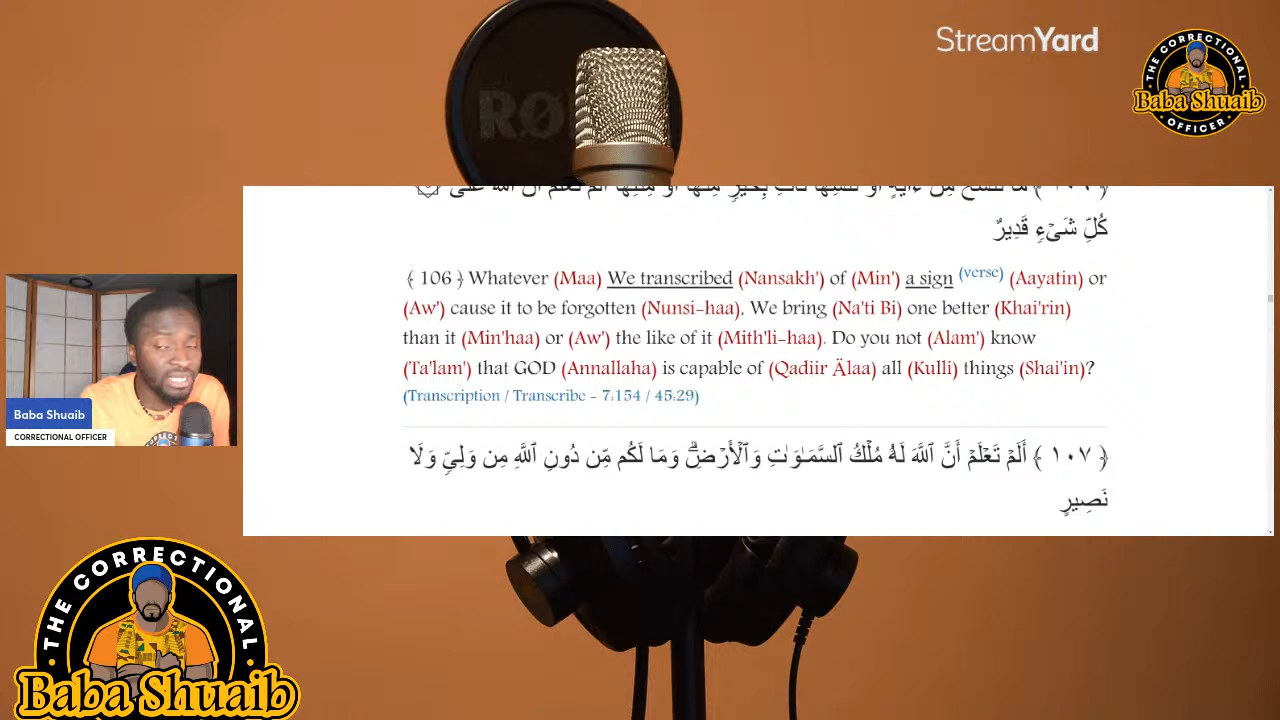 StreamYard
THE CORRECTIONAL
Baba Shuaib
OFFICER
RØ
كُلِّ شَىْءٍ قَدِيرٌ
﴾ 106 ﴿ Whatever (Maa) We transcribed (Nansakh') of (Min') a sign (verse) (Aayatin) or
(Aw') cause it to be forgotten (Nunsi-haa), We bring (Na'ti Bi) one better (Khai'rin)
than it (Min'haa) or (Aw') the like of it (Mith'li-haa). Do you not (Alam') know
(Ta'lam') that GOD (Annallaha) is capable of (Qadiir Älaa) all (Kulli) things (Shai'in)?
(Transcription / Transcribe - 7:154 / 45:29)
﴿ ١٠٧ ﴾ أَلَمْ تَعْلَمْ أَنَّ ٱللَّهَ لَهُۥ مُلْكُ ٱلسَّمَـٰوَٰتِ وَٱلْأَرْضِ ۗ وَمَا لَكُم مِّن دُونِ ٱللَّهِ مِن وَلِىٍّ وَلَا
نَصِيرٍ
Baba Shuaib
CORRECTIONAL OFFICER
THE CORRECTIONAL
Baba Shuaib